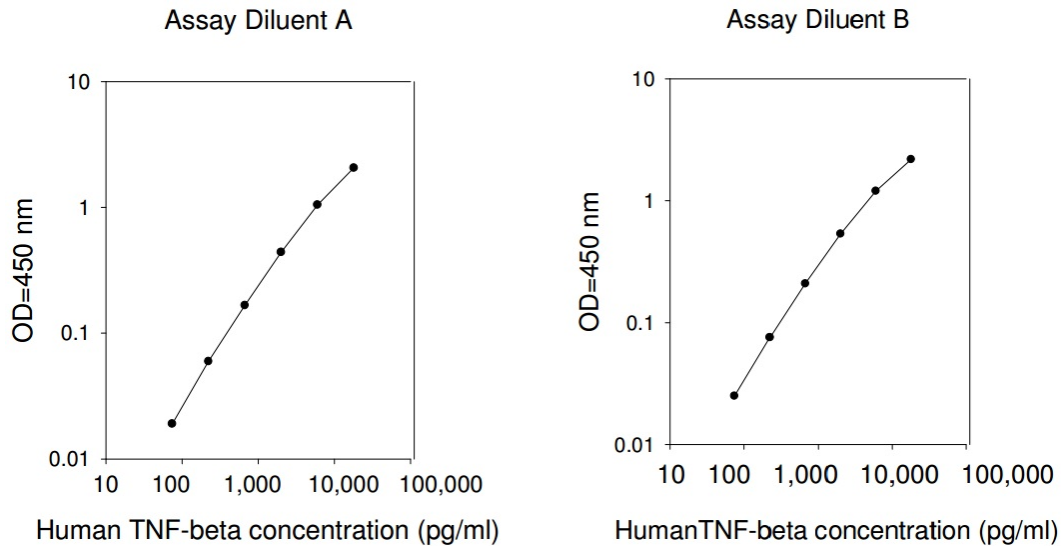 Assay Diluent A
10
1
0.1
0.01
OD=450 nm
10 100 1,000 10,000 100,000
Human TNF-beta concentration (pg/ml)
Assay Diluent B
10
1
0.1
0.01
OD=450 nm
10 100 1,000 10,000 100,000
HumanTNF-beta concentration (pg/ml)